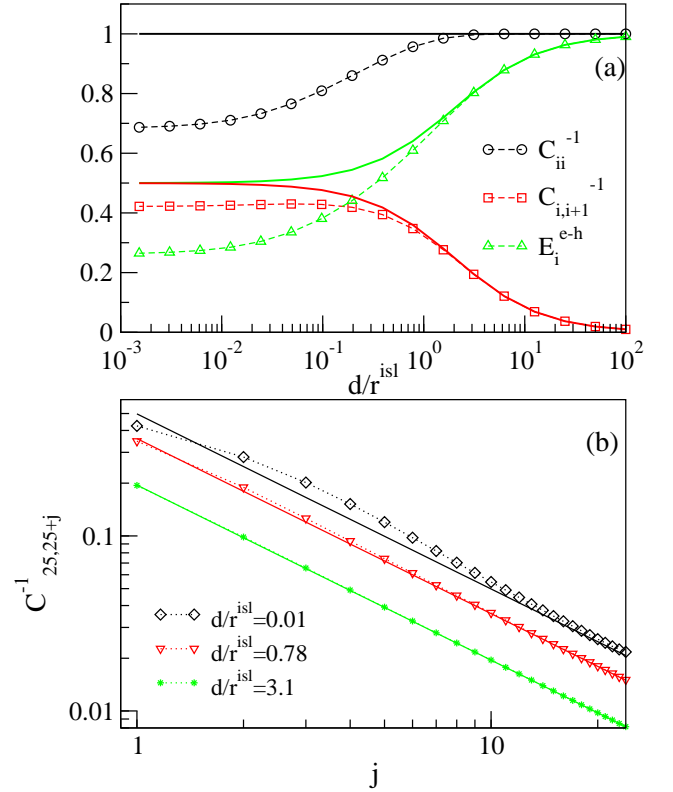 1
0.8
0.6
0.4
0.2
0
(a)
C_ii^-1
C_i,i+1^-1
E_i^e-h
10^-3 10^-2 10^-1 10^0 10^1 10^2
d/r^isl
(b)
0.1
0.01
C^-1_25,25+j
d/r^isl=0.01
d/r^isl=0.78
d/r^isl=3.1
1 10
j